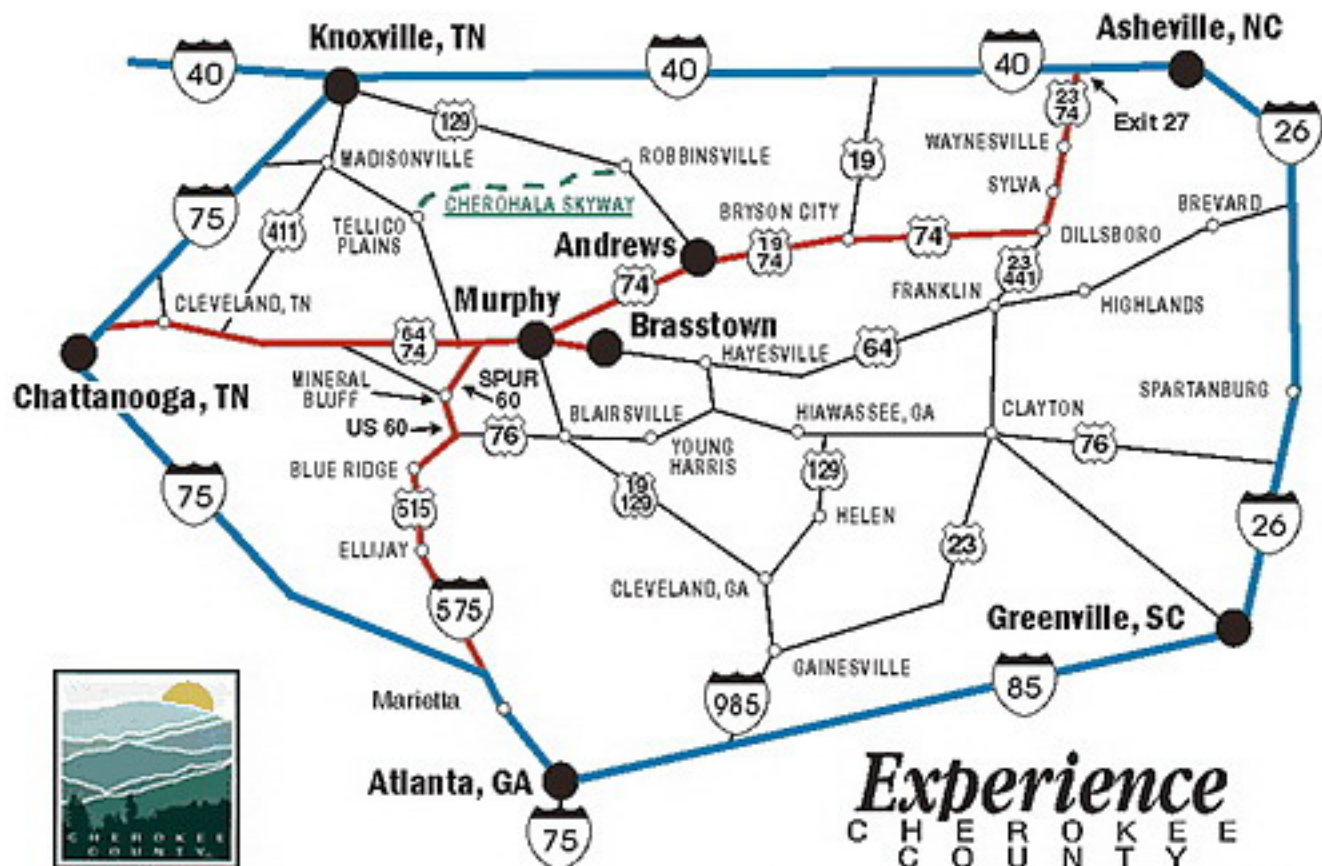 Knoxville, TN
Asheville, NC
40
40
40
23
74
Exit 27
26
129
MADISONVILLE
ROBBINSVILLE
19
WAYNESVILLE
SYLVA
CHEROHALA SKYWAY
75
411
TELLICO
PLAINS
BRYSON CITY
BREVARD
Andrews
19
74
74
DILLSBORO
74
23
441
CLEVELAND, TN
Murphy
FRANKLIN
HIGHLANDS
Brasstown
64
74
HAYESVILLE
64
Chattanooga, TN
MINERAL
BLUFF
SPUR
60
SPARTANBURG
US 60
76
BLAIRSVILLE
YOUNG
HARRIS
HIAWASSEE, GA
CLAYTON
76
BLUE RIDGE
75
19
129
129
515
HELEN
23
26
ELLIJAY
CLEVELAND, GA
575
Greenville, SC
GAINESVILLE
985
85
Marietta
Atlanta, GA
75
CHEROKEE
COUNTY
Experience
CHEROKEE
COUNTY